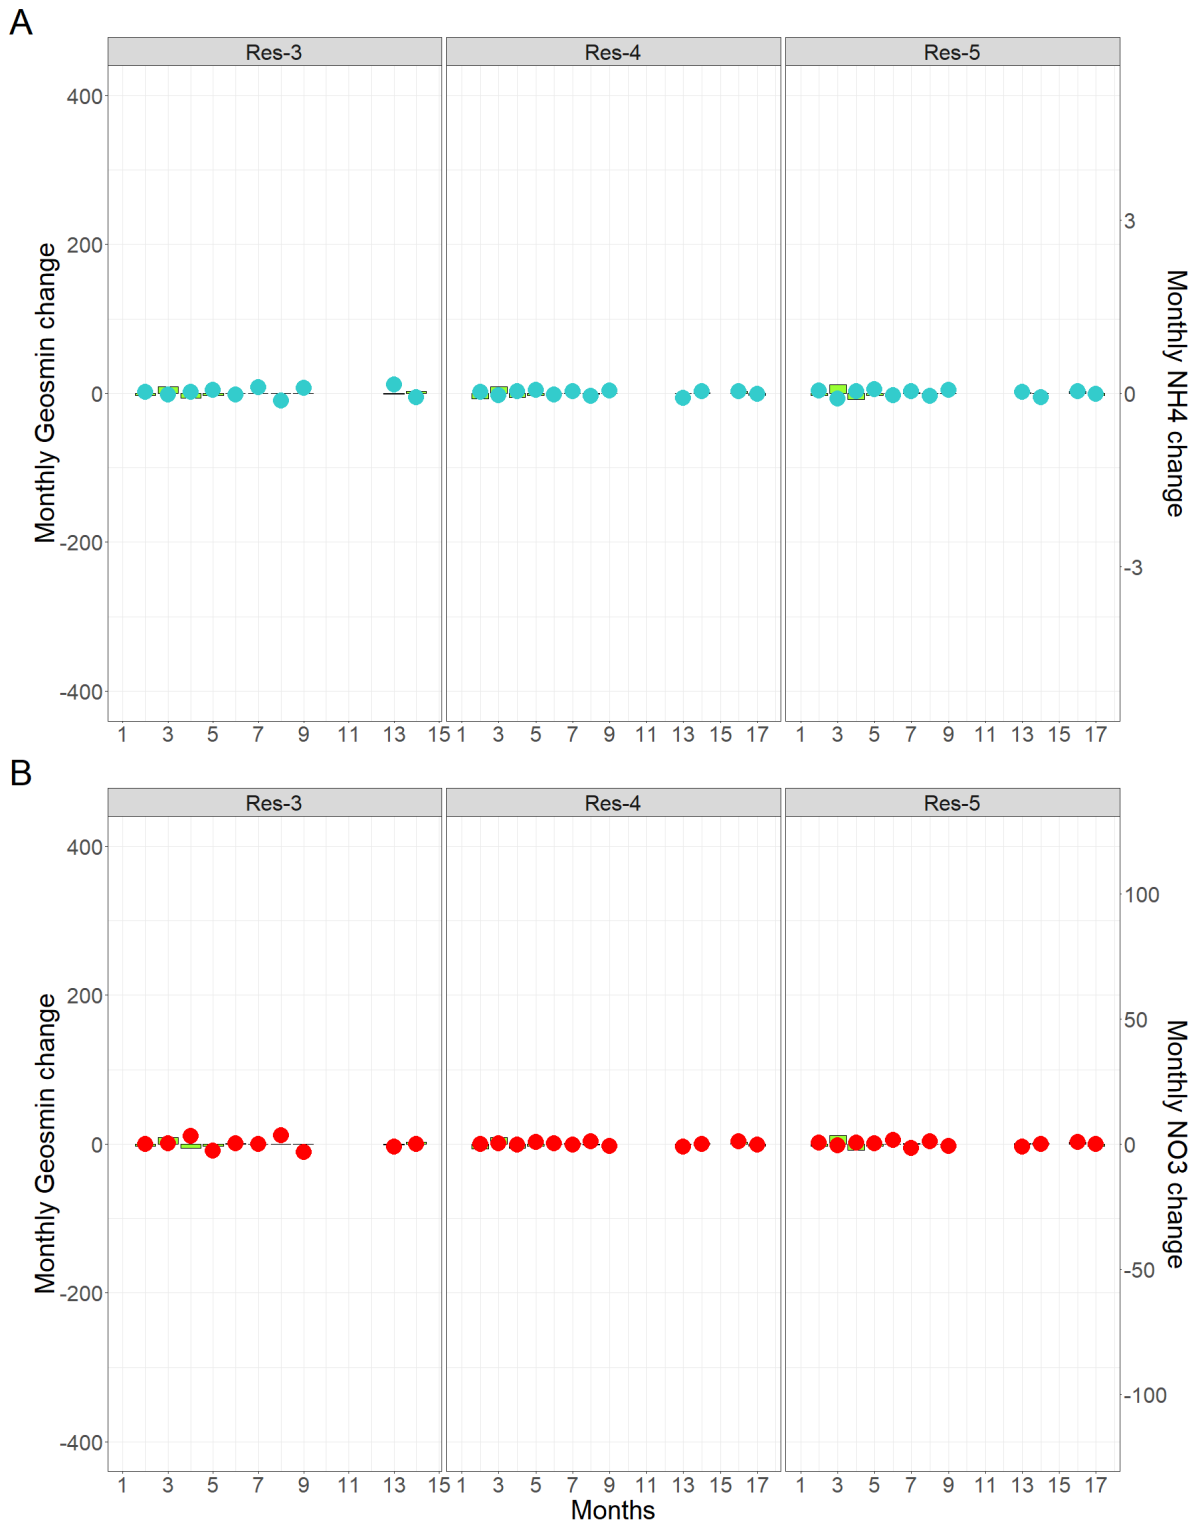 A
Res-3 Res-4 Res-5
Monthly Geosmin change
400
200
0
-200
-400
3
0
-3
Monthly NH4 change
1 3 5 7 9 11 13 15 1 3 5 7 9 11 13 15 17 1 3 5 7 9 11 13 15 17
B
Res-3 Res-4 Res-5
Monthly Geosmin change
400
200
0
-200
-400
100
50
0
-50
-100
Monthly NO3 change
1 3 5 7 9 11 13 15 1 3 5 7 9 11 13 15 17 1 3 5 7 9 11 13 15 17
Months